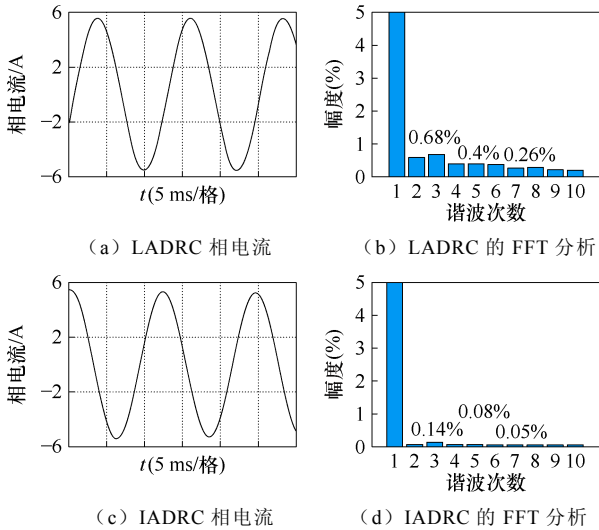 相电流/A
6
2
−2
−6
t(5 ms/格)
(a) LADRC 相电流
幅度(%)
5
4
3
2
1
0
0.68%
0.4%
0.26%
1 2 3 4 5 6 7 8 9 10
谐波次数
(b) LADRC 的 FFT 分析
相电流/A
6
2
−2
−6
t(5 ms/格)
(c) IADRC 相电流
幅度(%)
5
4
3
2
1
0
0.14%
0.08%
0.05%
1 2 3 4 5 6 7 8 9 10
谐波次数
(d) IADRC 的 FFT 分析